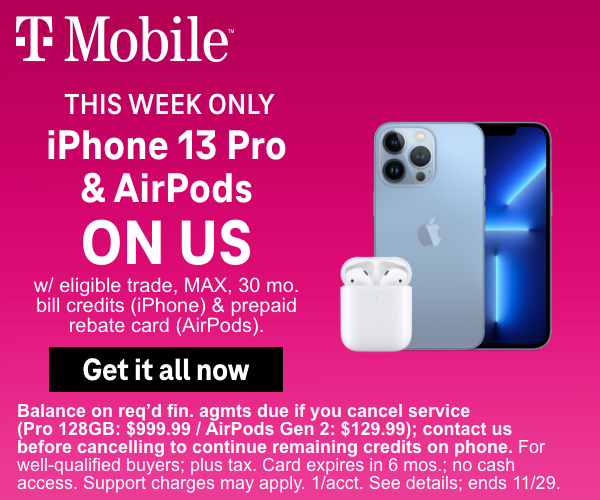 T Mobile™
THIS WEEK ONLY
iPhone 13 Pro
& AirPods
ON US
w/ eligible trade, MAX, 30 mo.
bill credits (iPhone) & prepaid
rebate card (AirPods).
Get it all now
Balance on req’d fin. agmts due if you cancel service
(Pro 128GB: $999.99 / AirPods Gen 2: $129.99); contact us
before cancelling to continue remaining credits on phone. For
well-qualified buyers; plus tax. Card expires in 6 mos.; no cash
access. Support charges may apply. 1/acct. See details; ends 11/29.